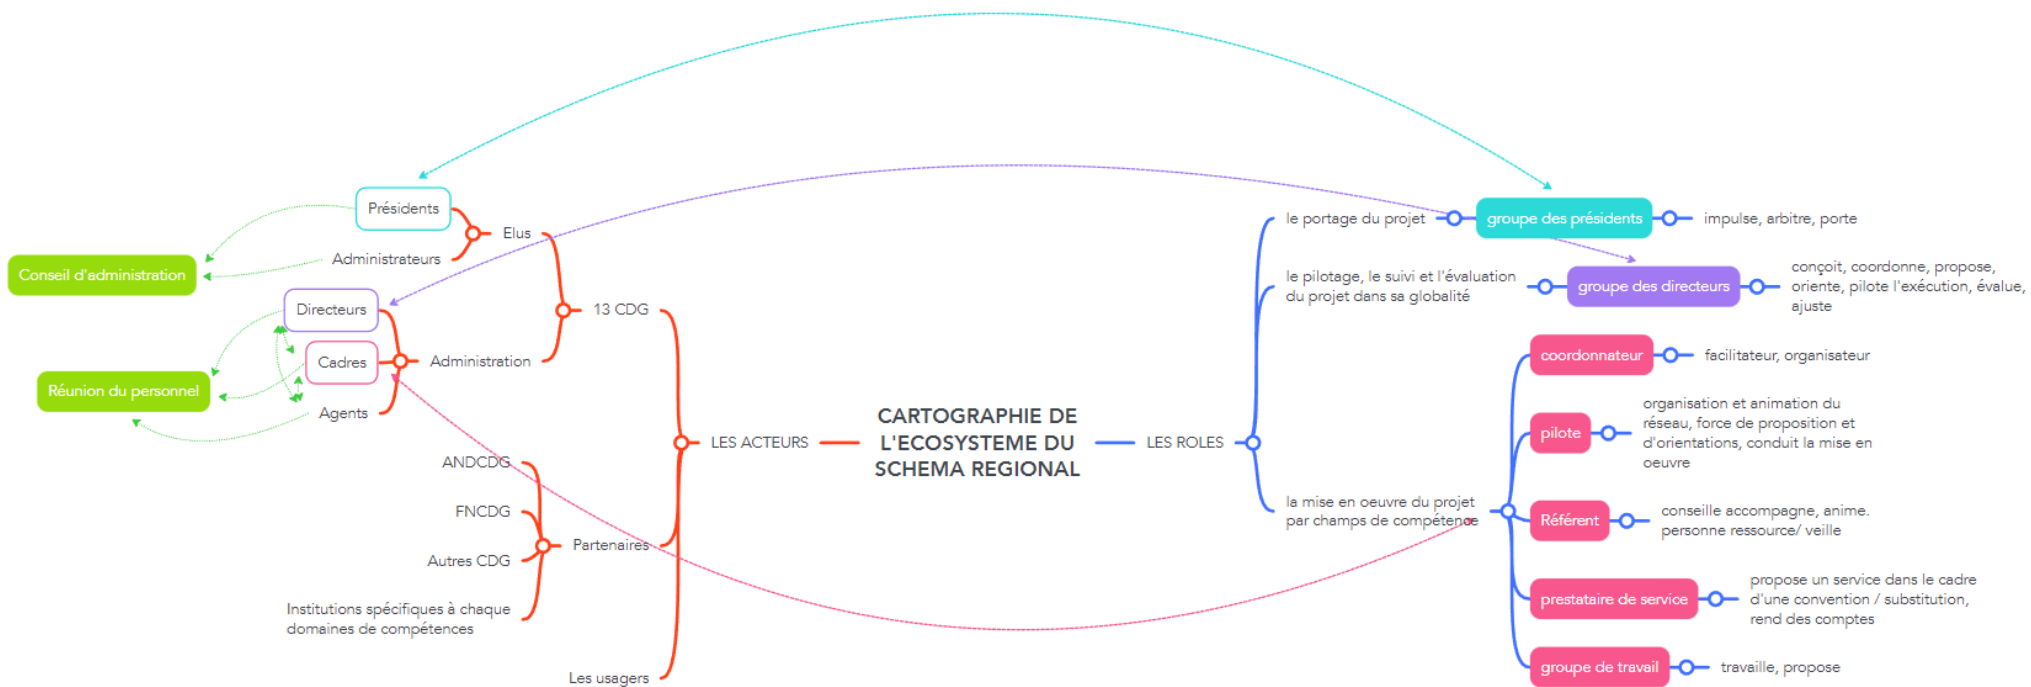 CARTOGRAPHIE DE
L'ECOSYSTEME DU
SCHEMA REGIONAL
LES ACTEURS
13 CDG
Elus
Présidents
Administrateurs
Conseil d'administration
Administration
Directeurs
Cadres
Agents
Réunion du personnel
Partenaires
ANDCDG
FNCDG
Autres CDG
Institutions spécifiques à chaque
domaines de compétences
Les usagers
LES ROLES
le portage du projet
groupe des présidents
impulse, arbitre, porte
le pilotage, le suivi et l'évaluation
du projet dans sa globalité
groupe des directeurs
conçoit, coordonne, propose,
oriente, pilote l'exécution, évalue,
ajuste
la mise en oeuvre du projet
par champs de compétence
coordonnateur
facilitateur, organisateur
pilote
organisation et animation du
réseau, force de proposition et
d'orientations, conduit la mise en
oeuvre
Référent
conseille accompagne, anime.
personne ressource/ veille
prestataire de service
propose un service dans le cadre
d'une convention / substitution,
rend des comptes
groupe de travail
travaille, propose